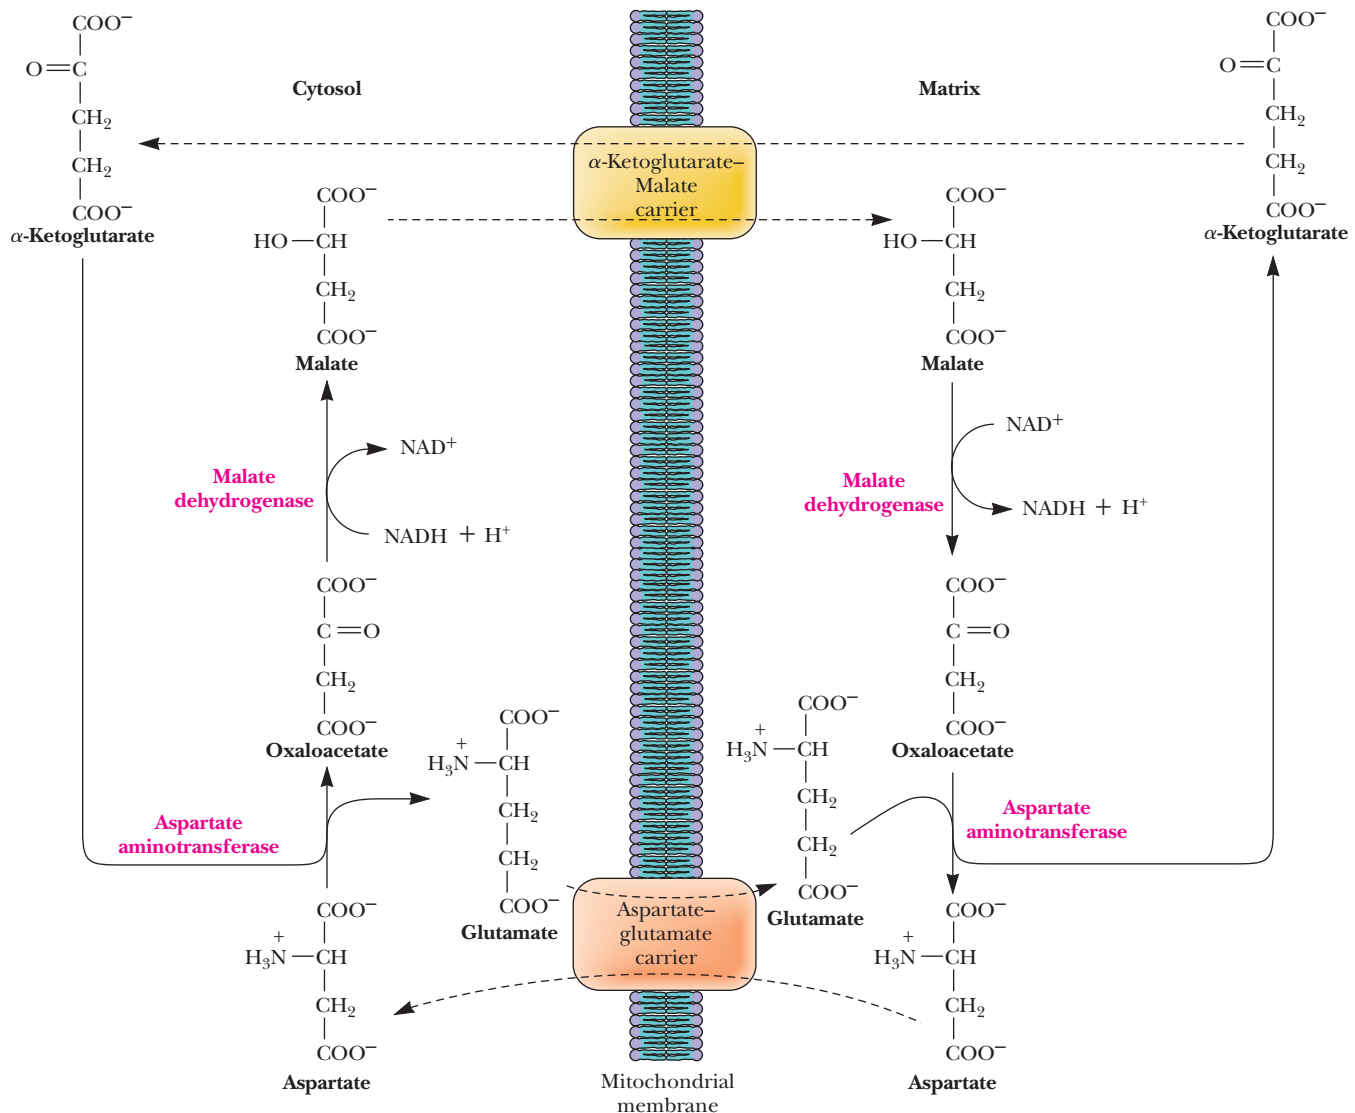 COO⁻
O=C
CH₂
CH₂
COO⁻
α-Ketoglutarate
Cytosol
Matrix
COO⁻
O=C
CH₂
CH₂
COO⁻
α-Ketoglutarate
α-Ketoglutarate–
Malate
carrier
COO⁻
HO—CH
CH₂
COO⁻
Malate
COO⁻
HO—CH
CH₂
COO⁻
Malate
NAD⁺
Malate
dehydrogenase
NADH + H⁺
NAD⁺
Malate
dehydrogenase
NADH + H⁺
COO⁻
C=O
CH₂
COO⁻
Oxaloacetate
COO⁻
C=O
CH₂
COO⁻
Oxaloacetate
COO⁻
+
H₃N—CH
CH₂
CH₂
COO⁻
Glutamate
COO⁻
+
H₃N—CH
CH₂
CH₂
COO⁻
Glutamate
Aspartate
aminotransferase
Aspartate
aminotransferase
Aspartate–
glutamate
carrier
COO⁻
+
H₃N—CH
CH₂
COO⁻
Aspartate
COO⁻
+
H₃N—CH
CH₂
COO⁻
Aspartate
Mitochondrial
membrane